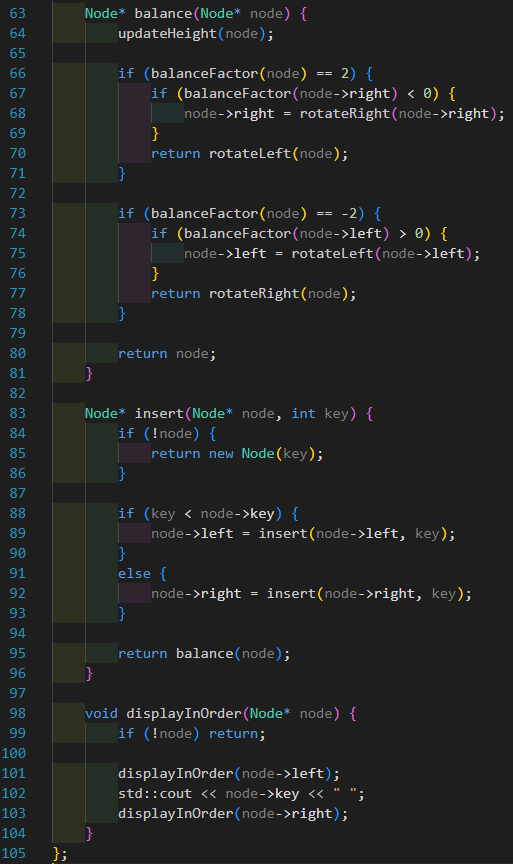 63 Node* balance(Node* node) {
64 updateHeight(node);
65
66 if (balanceFactor(node) == 2) {
67 if (balanceFactor(node->right) < 0) {
68 node->right = rotateRight(node->right);
69 }
70 return rotateLeft(node);
71 }
72
73 if (balanceFactor(node) == -2) {
74 if (balanceFactor(node->left) > 0) {
75 node->left = rotateLeft(node->left);
76 }
77 return rotateRight(node);
78 }
79
80 return node;
81 }
82
83 Node* insert(Node* node, int key) {
84 if (!node) {
85 return new Node(key);
86 }
87
88 if (key < node->key) {
89 node->left = insert(node->left, key);
90 }
91 else {
92 node->right = insert(node->right, key);
93 }
94
95 return balance(node);
96 }
97
98 void displayInOrder(Node* node) {
99 if (!node) return;
100
101 displayInOrder(node->left);
102 std::cout << node->key << " ";
103 displayInOrder(node->right);
104 }
105 };